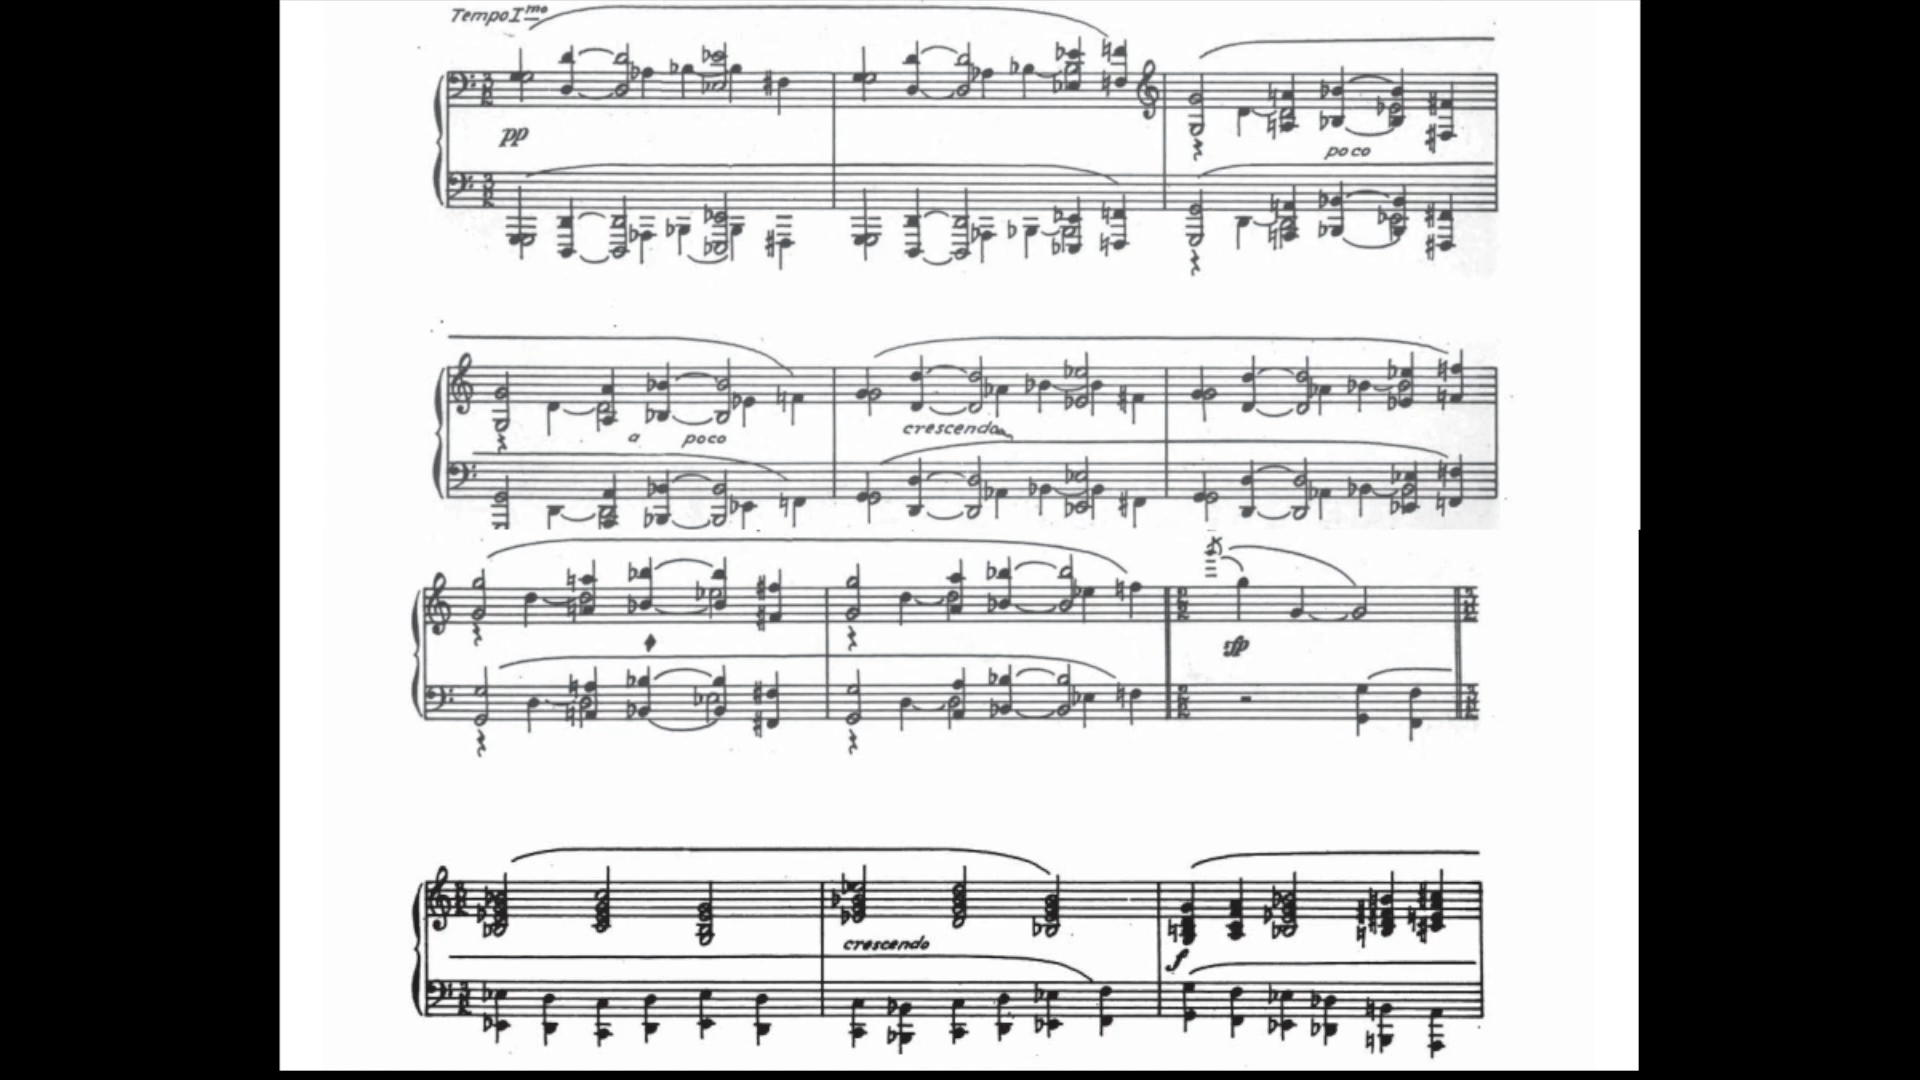 Tempo I mo
pp
poco
a poco
crescendo
sfp
crescendo
f